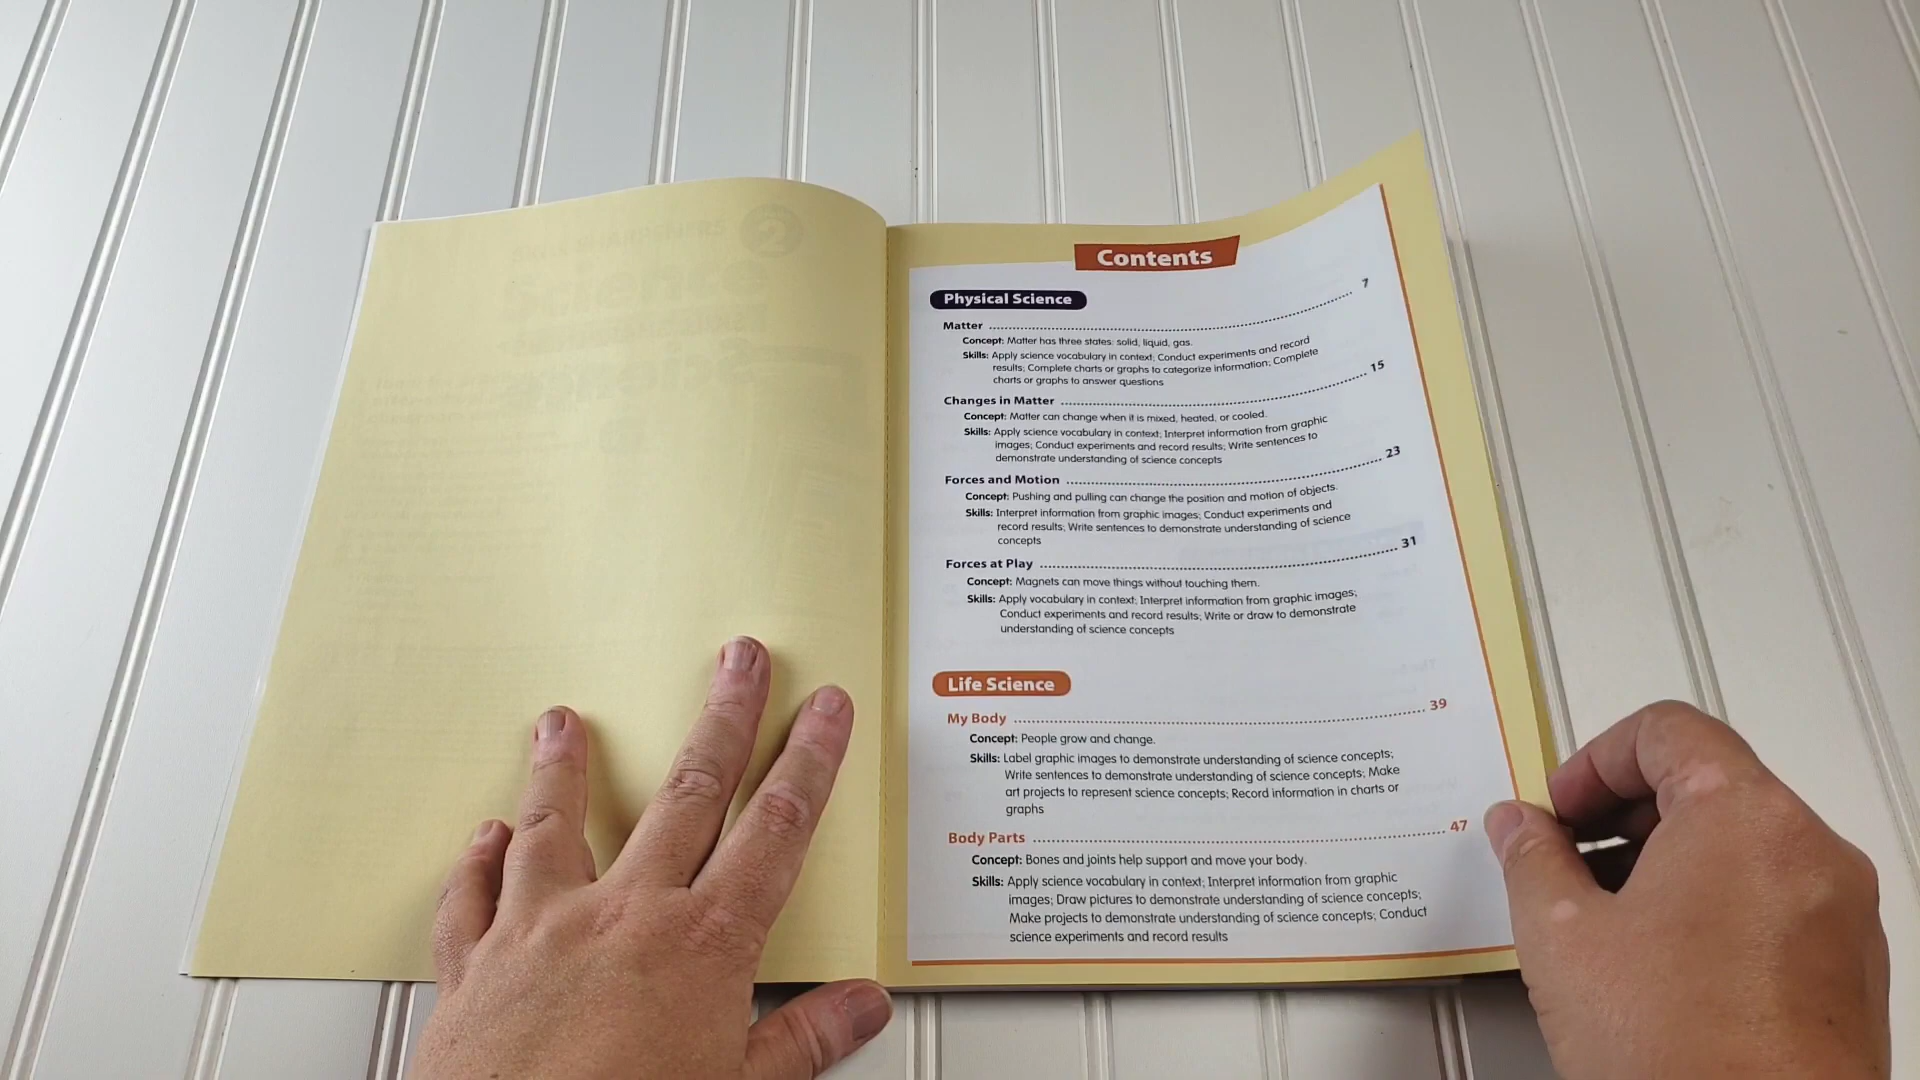 Contents
Physical Science
Matter ........ 7
Concept: Matter has three states: solid, liquid, gas.
Skills: Apply science vocabulary in context; Conduct experiments and record
results; Complete charts or graphs to categorize information; Complete
charts or graphs to answer questions
Changes in Matter ........ 15
Concept: Matter can change when it is mixed, heated, or cooled.
Skills: Apply science vocabulary in context; Interpret information from graphic
images; Conduct experiments and record results; Write sentences to
demonstrate understanding of science concepts
Forces and Motion ........ 23
Concept: Pushing and pulling can change the position and motion of objects.
Skills: Interpret information from graphic images; Conduct experiments and
record results; Write sentences to demonstrate understanding of science
concepts
Forces at Play ........ 31
Concept: Magnets can move things without touching them.
Skills: Apply vocabulary in context; Interpret information from graphic images;
Conduct experiments and record results; Write or draw to demonstrate
understanding of science concepts
Life Science
My Body ........ 39
Concept: People grow and change.
Skills: Label graphic images to demonstrate understanding of science concepts;
Write sentences to demonstrate understanding of science concepts; Make
art projects to represent science concepts; Record information in charts or
graphs
Body Parts ........ 47
Concept: Bones and joints help support and move your body.
Skills: Apply science vocabulary in context; Interpret information from graphic
images; Draw pictures to demonstrate understanding of science concepts;
Make projects to demonstrate understanding of science concepts; Conduct
science experiments and record results